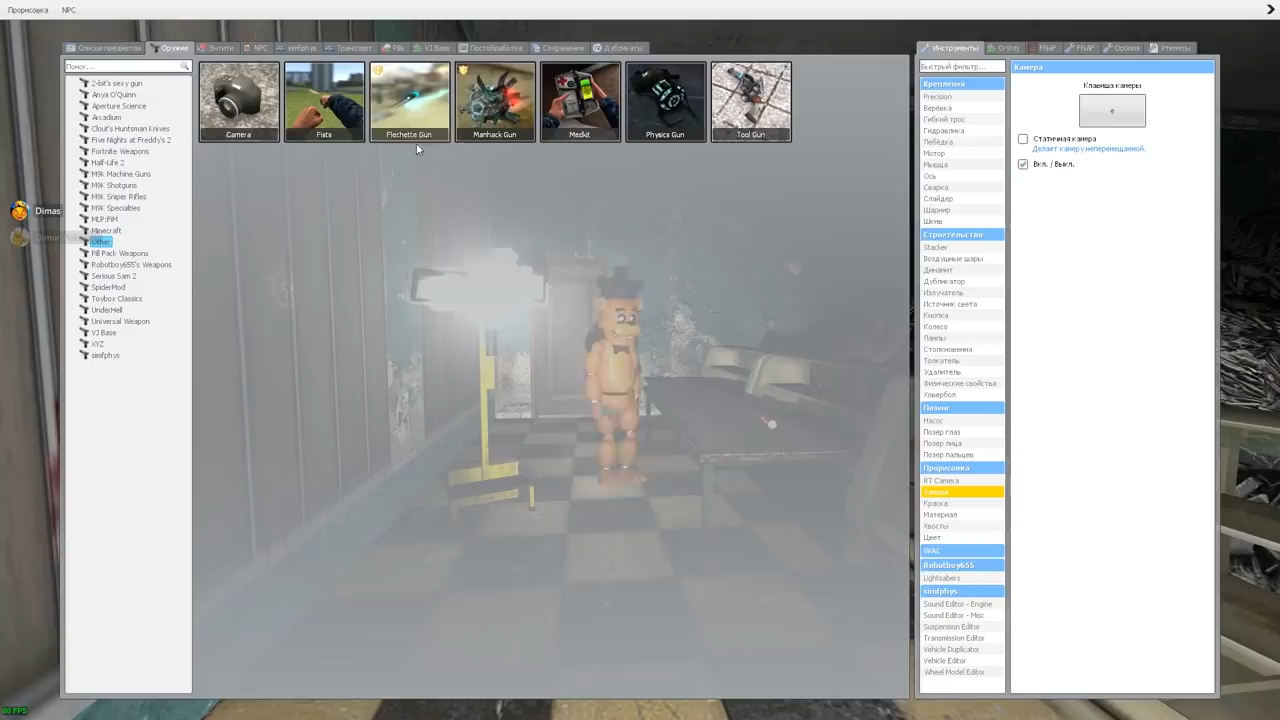 Прорисовка NPC
Списки предметов Оружие Энтити NPC simfphys Транспорт Pills VJ Base Постобработка Сохранения Дубликаты
Поиск...
2-bit's sexy gun
Anya O'Quinn
Aperture Science
Arcadium
Clout's Huntsman Knives
Five Nights at Freddy's 2
Fortnite Weapons
Half-Life 2
M9K Machine Guns
M9K Shotguns
M9K Sniper Rifles
M9K Specialties
MLP:FiM
Minecraft
Other
Pill Pack Weapons
Robotboy655's Weapons
Serious Sam 2
SpiderMod
Toybox Classics
UnderHell
Universal Weapon
VJ Base
XYZ
simfphys
Dimas
Camera
Fists
Flechette Gun
Manhack Gun
Medkit
Physics Gun
Tool Gun
Инструменты DrVrej FNaF FNAF Options Утилиты
Быстрый фильтр...
Крепления
Precision
Верёвка
Гибкий трос
Гидравлика
Лебёдка
Мотор
Мышца
Ось
Сварка
Слайдер
Шарнир
Шкив
Строительство
Stacker
Воздушные шары
Динамит
Дубликатор
Излучатель
Источник света
Кнопка
Колесо
Лампы
Столкновения
Толкатель
Удалитель
Физические свойства
Ховербол
Позинг
Насос
Позер глаз
Позер лица
Позер пальцев
Прорисовка
RT Camera
Камера
Краска
Материал
Хвосты
Цвет
WAC
Robotboy655
Lightsabers
simfphys
Sound Editor - Engine
Sound Editor - Misc
Suspension Editor
Transmission Editor
Vehicle Duplicator
Vehicle Editor
Wheel Model Editor
Камера
Клавиша камеры
e
Статичная камера
Делает камеру неперемещаемой.
Вкл. / Выкл.
60 FPS